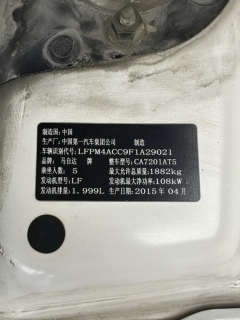 制造国：中国
中国第一汽车集团公司 制造
车辆识别代号：LFPM4ACC9F1A29021
品牌：马自达 牌 整车型号：CA7201AT5
乘坐人数：5 最大允许总质量：1882kg
发动机型号：LF 发动机最大净功率：108kW
发动机排量：1.999L 生产日期：2015年04月